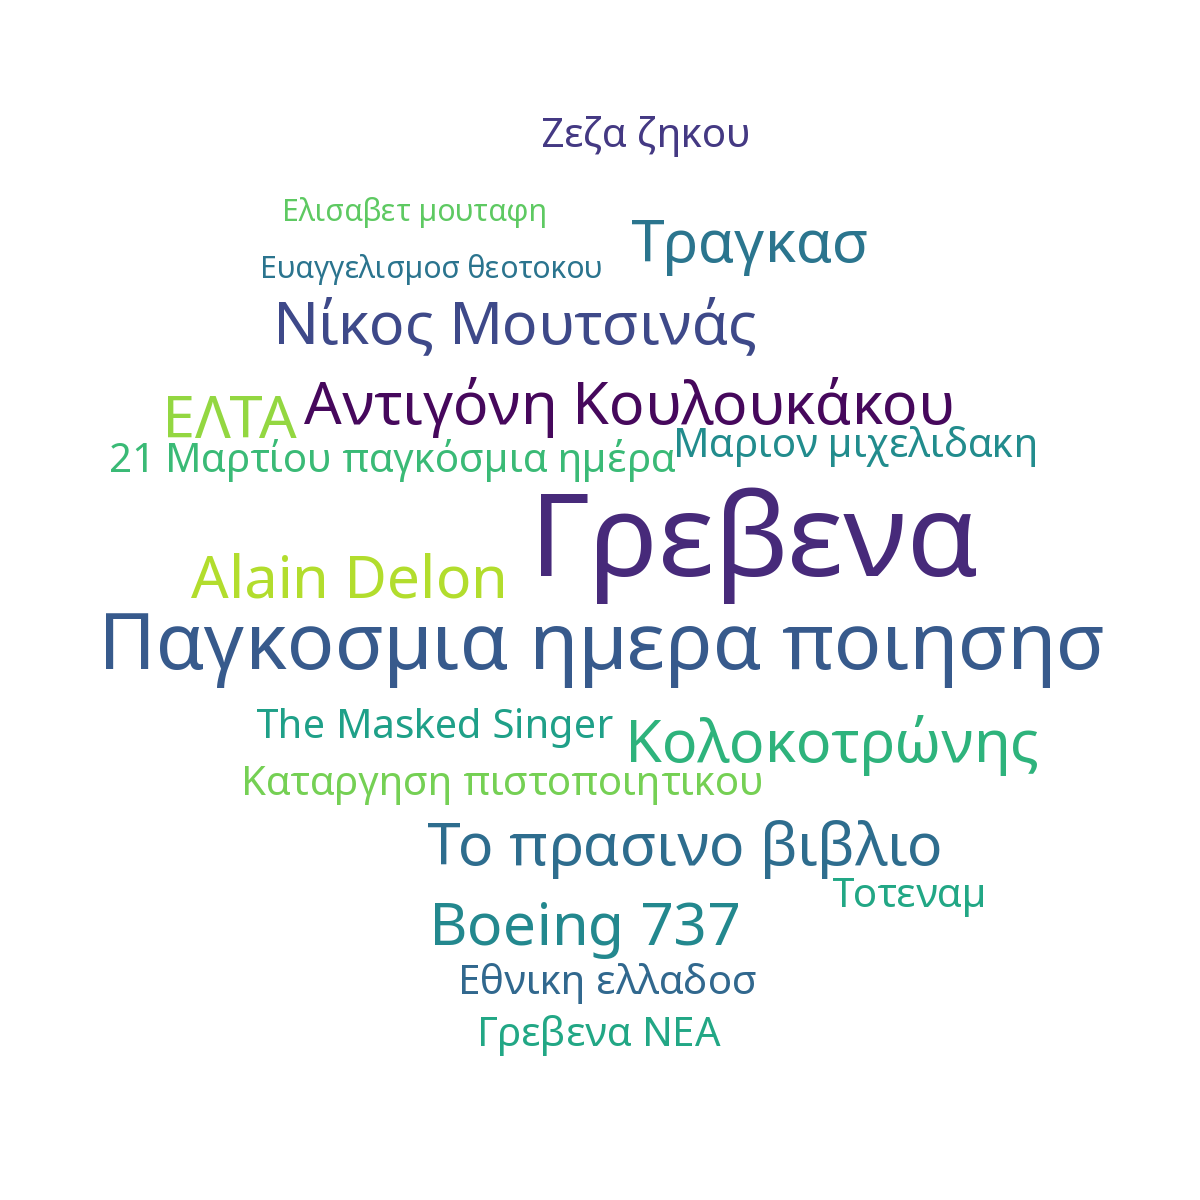 Ζεζα ζηκου
Ελισαβετ μουταφη
Τραγκασ
Ευαγγελισμοσ θεοτοκου
Νίκος Μουτσινάς
ΕΛΤΑ
Αντιγόνη Κουλουκάκου
21 Μαρτίου παγκόσμια ημέρα
Μαριον μιχελιδακη
Γρεβενα
Alain Delon
Παγκοσμια ημερα ποιησησ
The Masked Singer
Κολοκοτρώνης
Καταργηση πιστοποιητικου
Το πρασινο βιβλιο
Τοτεναμ
Boeing 737
Εθνικη ελλαδοσ
Γρεβενα ΝΕΑ